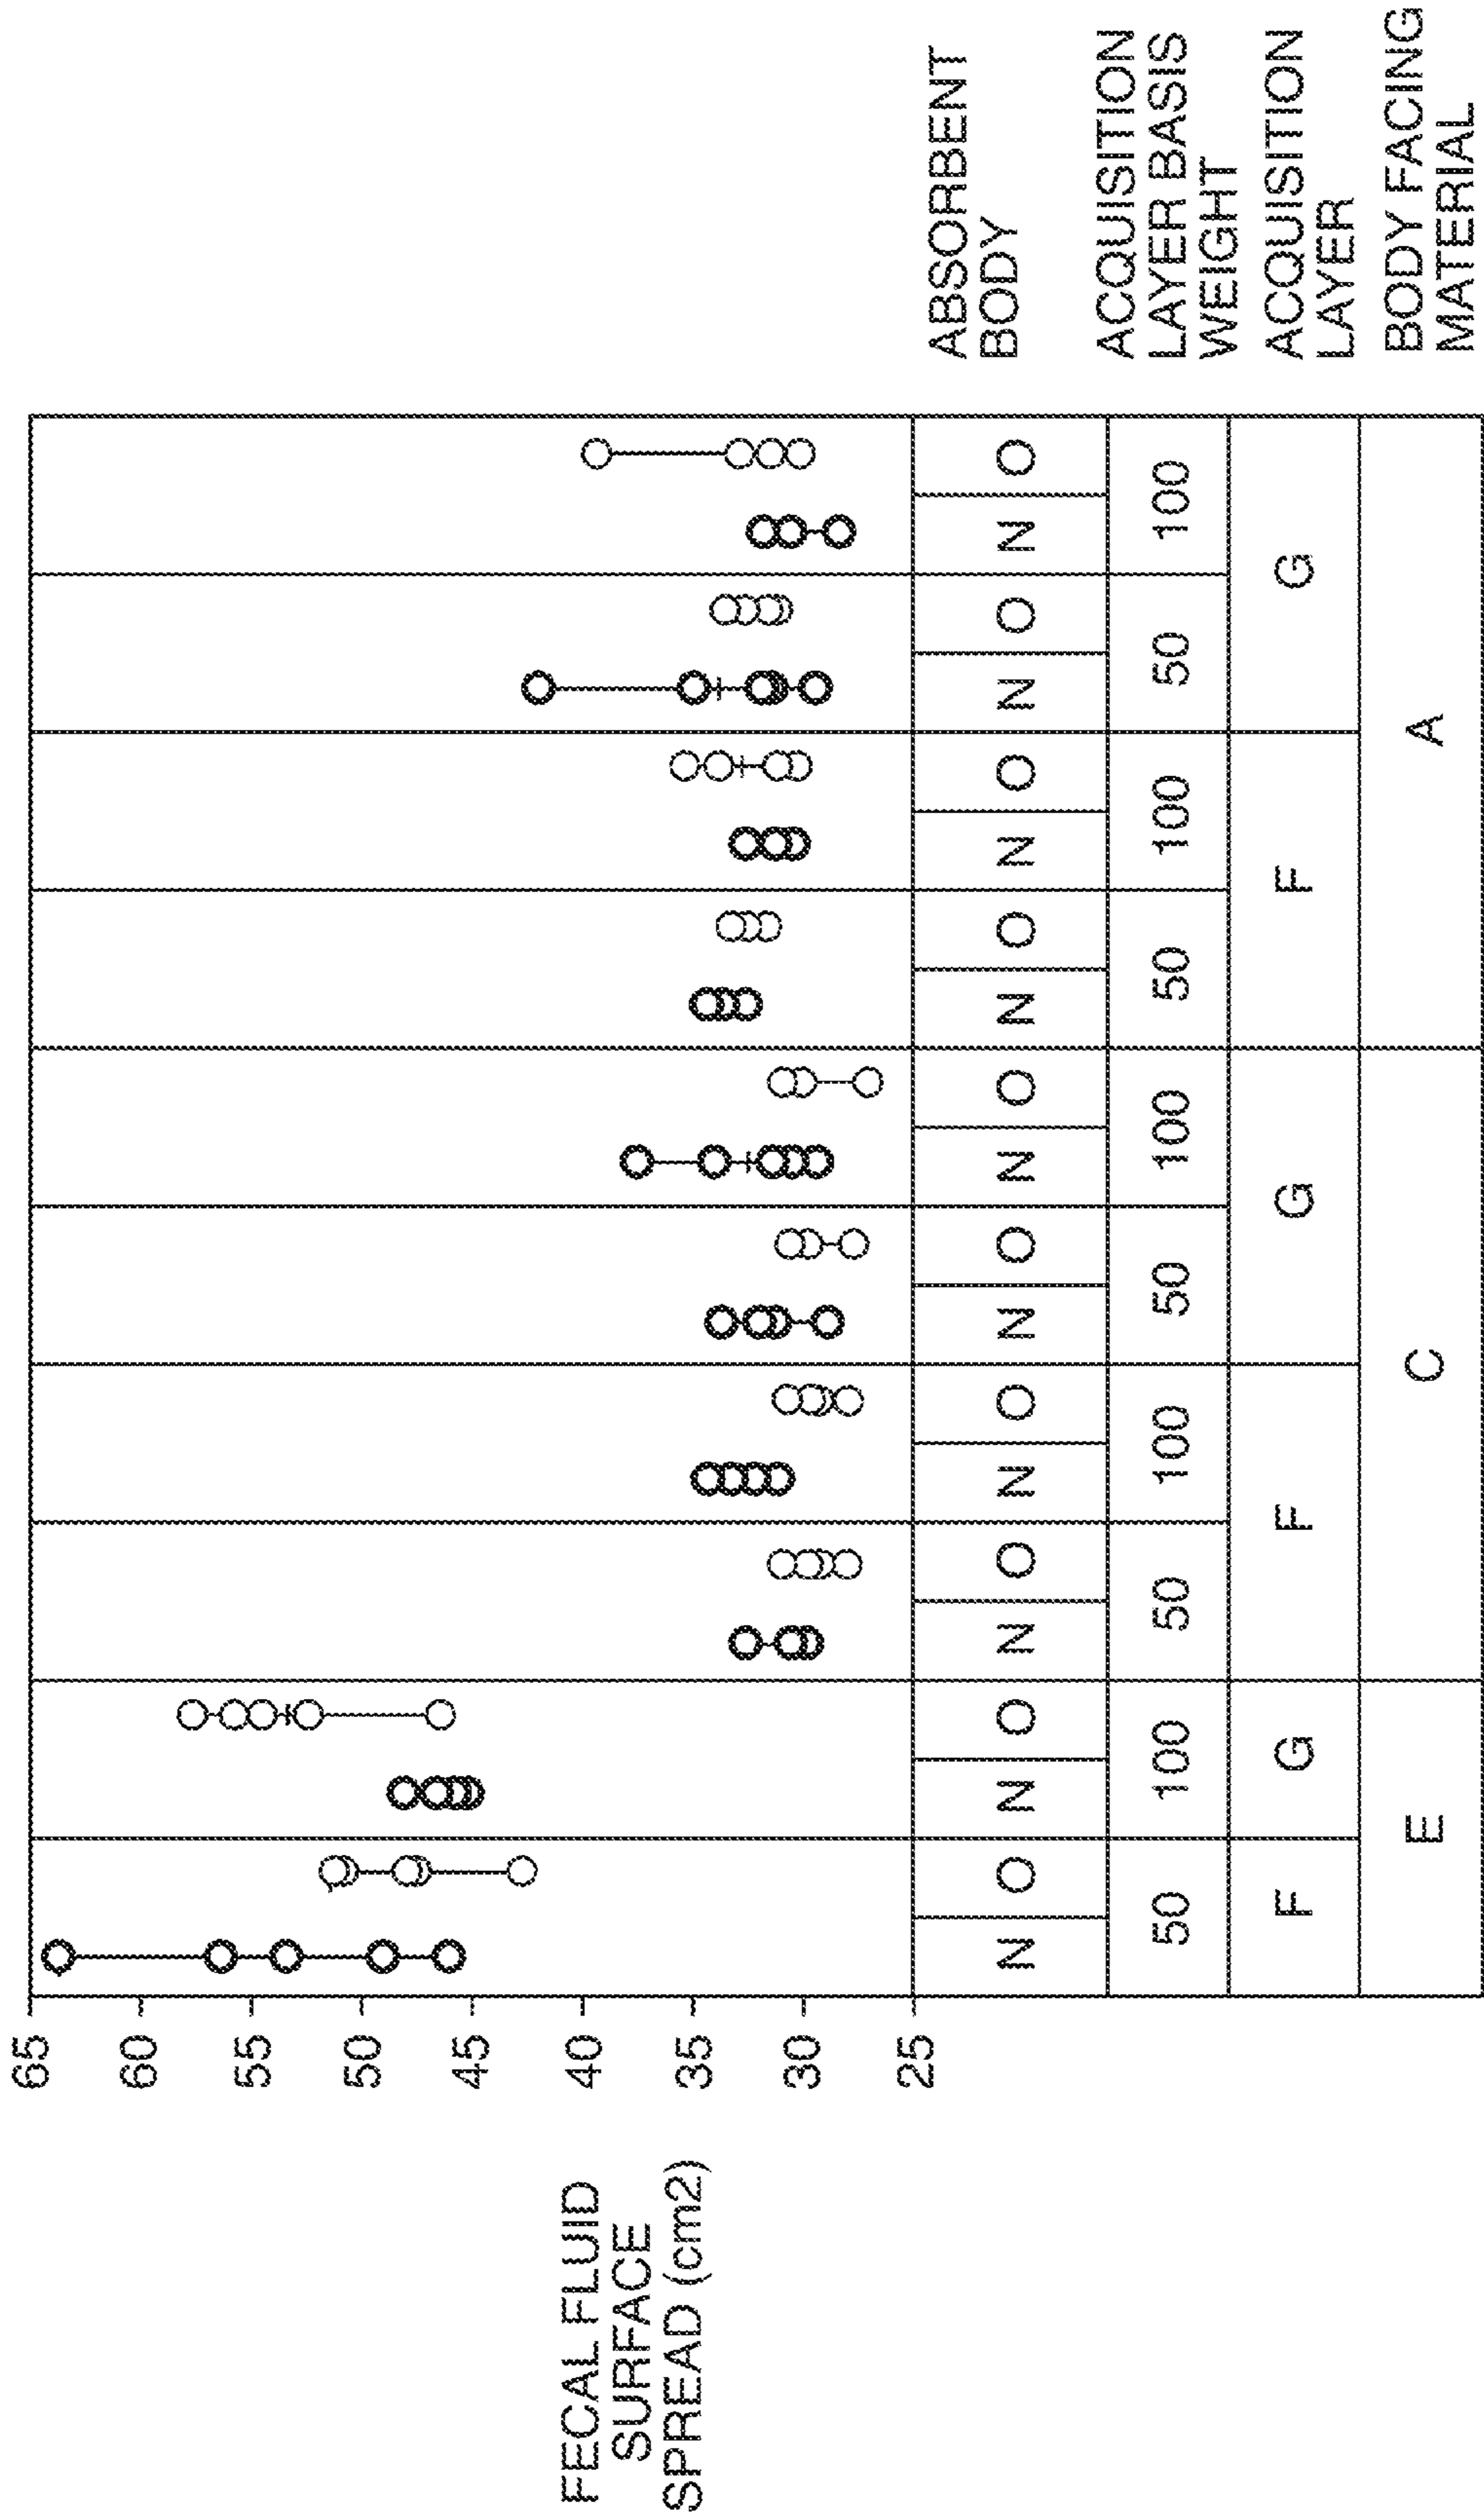 FECAL FLUID
SURFACE
SPREAD (cm2)
65
60
55
50
45
40
35
30
25
N O N O N O N O N O N O N O N O N O N O
ABSORBENT
BODY
50 100 50 100 50 100 50 100 50 100
ACQUISITION
LAYER BASIS
WEIGHT
F G F G F G
ACQUISITION
LAYER
E C A
BODY FACING
MATERIAL